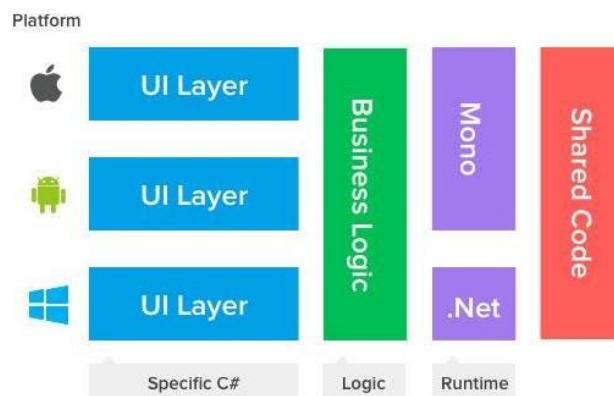 Platform
UI Layer
UI Layer
UI Layer
Business Logic
Mono
.Net
Shared Code
Specific C#
Logic
Runtime